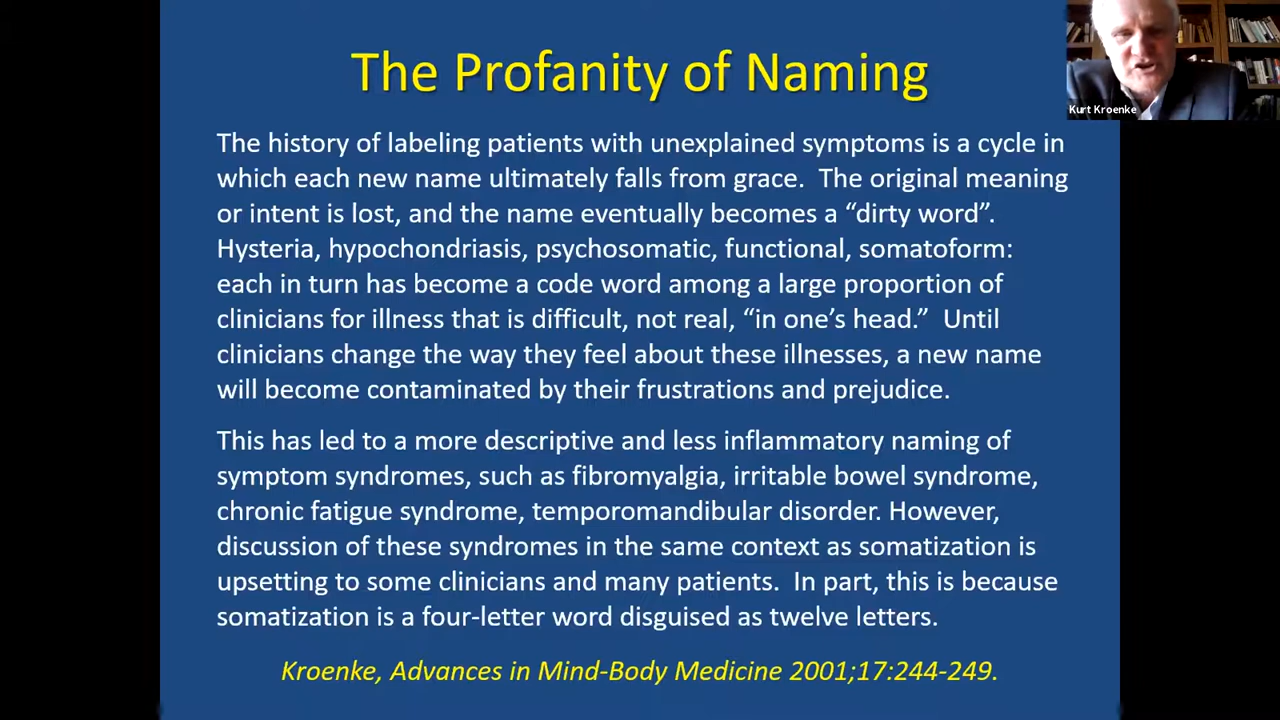 The Profanity of Naming
Kurt Kroenke
The history of labeling patients with unexplained symptoms is a cycle in
which each new name ultimately falls from grace.  The original meaning
or intent is lost, and the name eventually becomes a “dirty word”.
Hysteria, hypochondriasis, psychosomatic, functional, somatoform:
each in turn has become a code word among a large proportion of
clinicians for illness that is difficult, not real, “in one’s head.”  Until
clinicians change the way they feel about these illnesses, a new name
will become contaminated by their frustrations and prejudice.
This has led to a more descriptive and less inflammatory naming of
symptom syndromes, such as fibromyalgia, irritable bowel syndrome,
chronic fatigue syndrome, temporomandibular disorder. However,
discussion of these syndromes in the same context as somatization is
upsetting to some clinicians and many patients.  In part, this is because
somatization is a four-letter word disguised as twelve letters.
Kroenke, Advances in Mind-Body Medicine 2001;17:244-249.